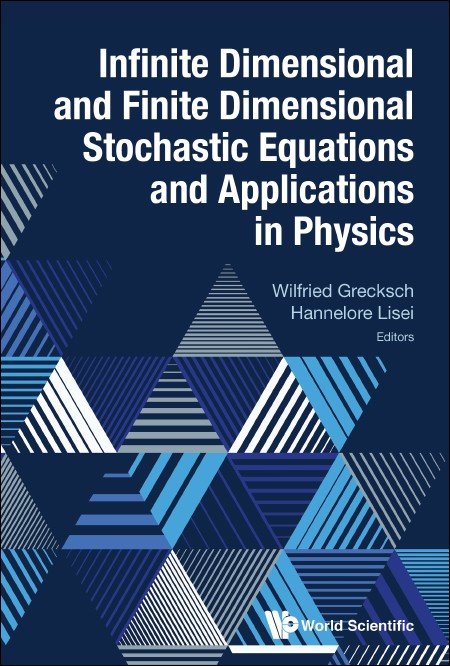 Infinite Dimensional
and Finite Dimensional
Stochastic Equations
and Applications
in Physics
Wilfried Grecksch
Hannelore Lisei
Editors
World Scientific